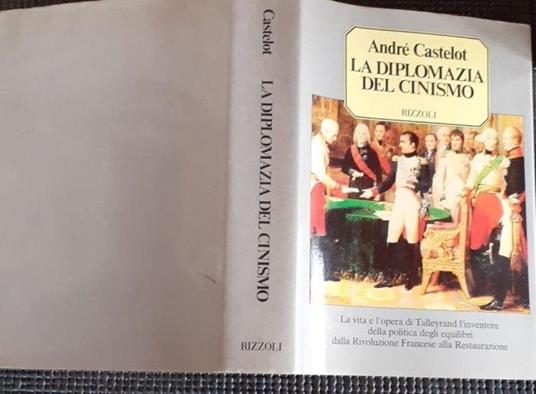 Castelot
LA DIPLOMAZIA DEL CINISMO
RIZZOLI
André Castelot
LA DIPLOMAZIA
DEL CINISMO
RIZZOLI
La vita e l'opera di Talleyrand l'inventore
della politica degli equilibri
dalla Rivoluzione Francese alla Restaurazione